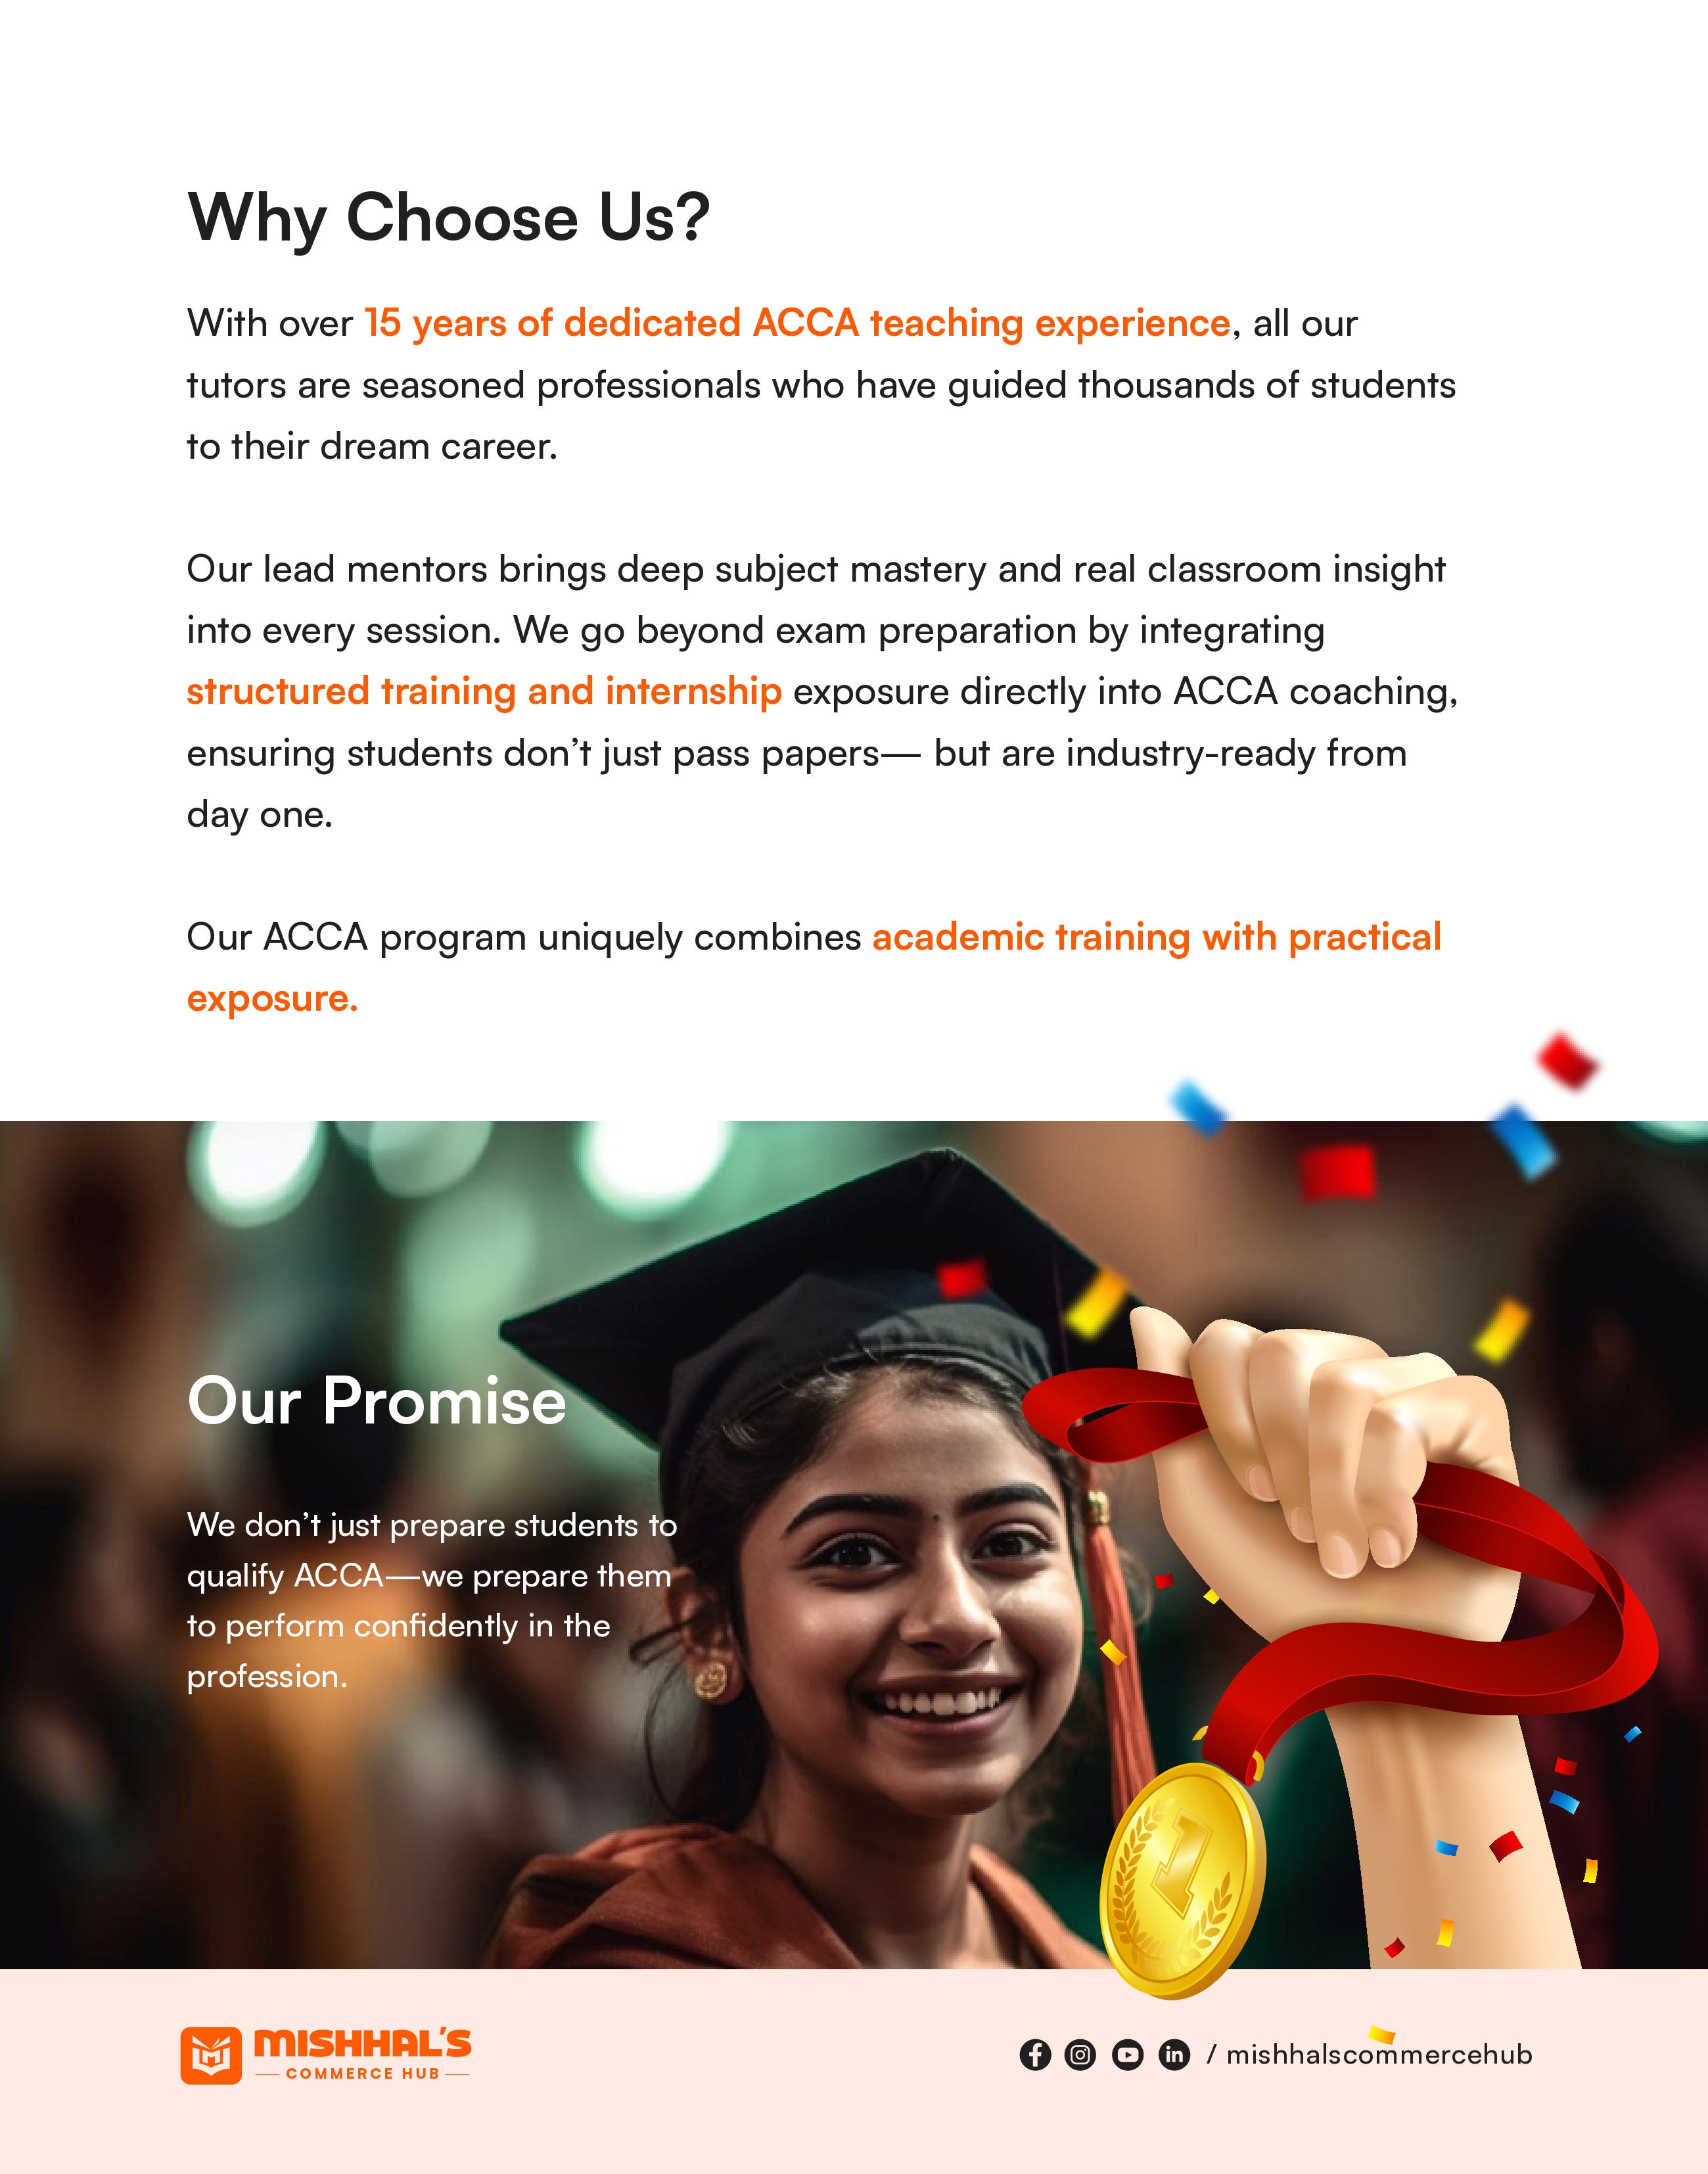 Why Choose Us?
With over 15 years of dedicated ACCA teaching experience, all our
tutors are seasoned professionals who have guided thousands of students
to their dream career.
Our lead mentors brings deep subject mastery and real classroom insight
into every session. We go beyond exam preparation by integrating
structured training and internship exposure directly into ACCA coaching,
ensuring students don’t just pass papers— but are industry-ready from
day one.
Our ACCA program uniquely combines academic training with practical
exposure.
Our Promise
We don’t just prepare students to
qualify ACCA—we prepare them
to perform confidently in the
profession.
1
MISHHAL'S
COMMERCE HUB
/ mishhalscommercehub